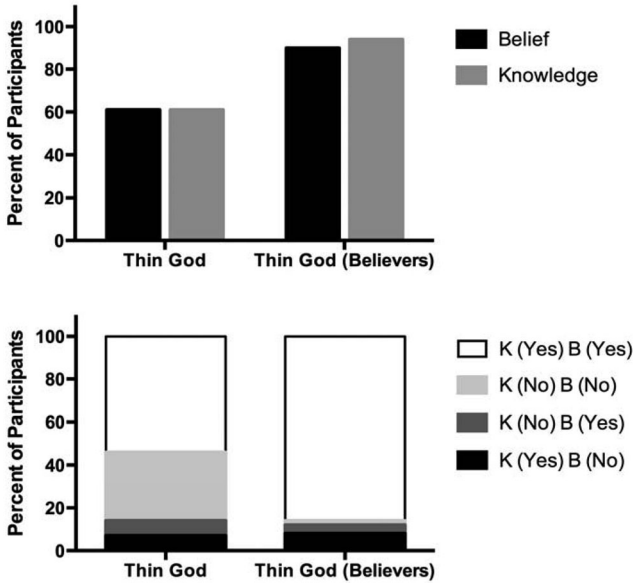 Percent of Participants
100
80
60
40
20
0
Thin God
Thin God (Believers)
Belief
Knowledge
Percent of Participants
100
80
60
40
20
0
Thin God
Thin God (Believers)
K (Yes) B (Yes)
K (No) B (No)
K (No) B (Yes)
K (Yes) B (No)